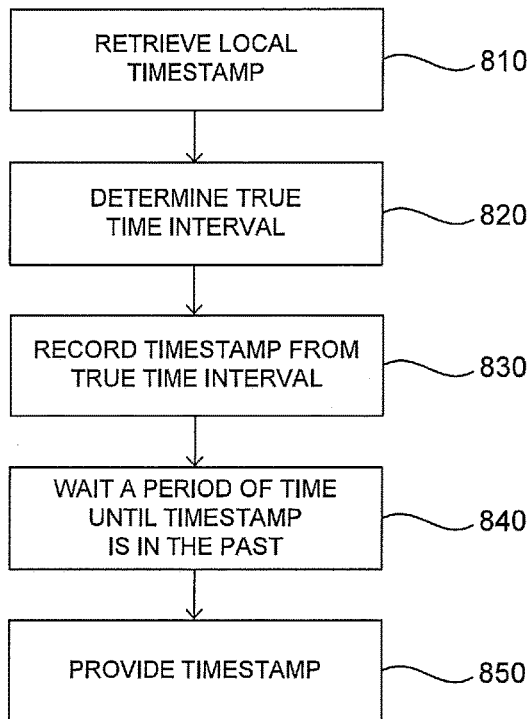 RETRIEVE LOCAL
TIMESTAMP
810
DETERMINE TRUE
TIME INTERVAL
820
RECORD TIMESTAMP FROM
TRUE TIME INTERVAL
830
WAIT A PERIOD OF TIME
UNTIL TIMESTAMP
IS IN THE PAST
840
PROVIDE TIMESTAMP
850